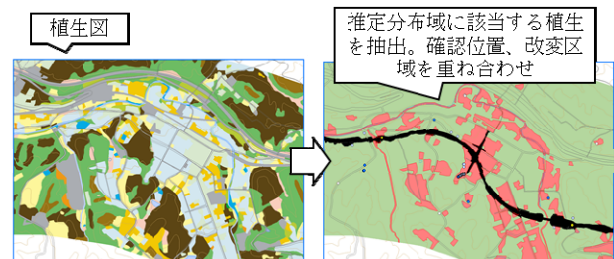 植生図
推定分布域に該当する植生
を抽出。確認位置、改変区
域を重ね合わせ